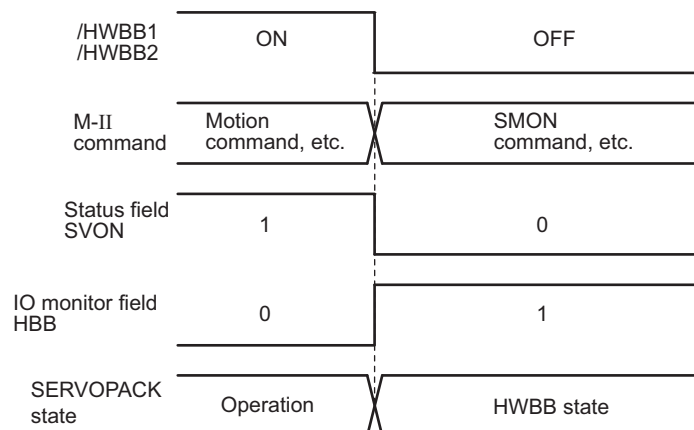 /HWBB1
/HWBB2
ON
OFF
M-II
command
Motion
command, etc.
SMON
command, etc.
Status field
SVON
1
0
IO monitor field
HBB
0
1
SERVOPACK
state
Operation
HWBB state